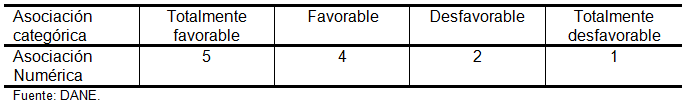 Asociación Totalmente Favorable Desfavorable Totalmente
categórica favorable desfavorable
Asociación 5 4 2 1
Numérica
Fuente: DANE.